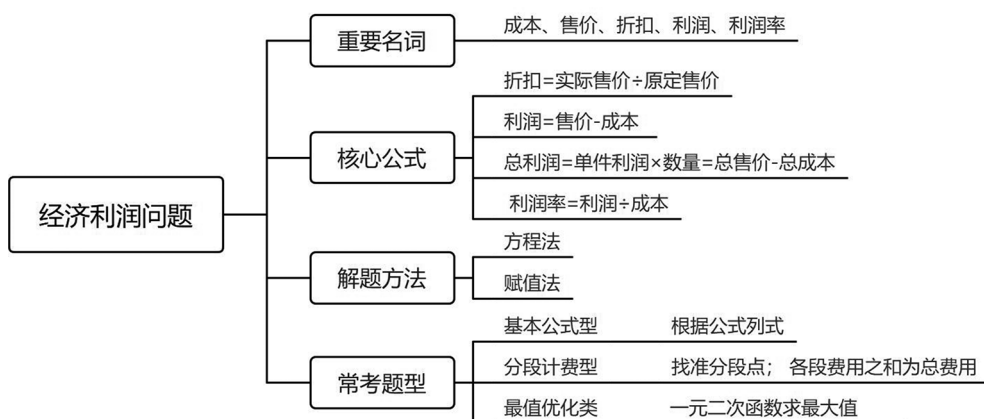 经济利润问题
重要名词
成本、售价、折扣、利润、利润率
核心公式
折扣=实际售价÷原定售价
利润=售价-成本
总利润=单件利润×数量=总售价-总成本
利润率=利润÷成本
解题方法
方程法
赋值法
常考题型
基本公式型 根据公式列式
分段计费型 找准分段点； 各段费用之和为总费用
最值优化类 一元二次函数求最大值